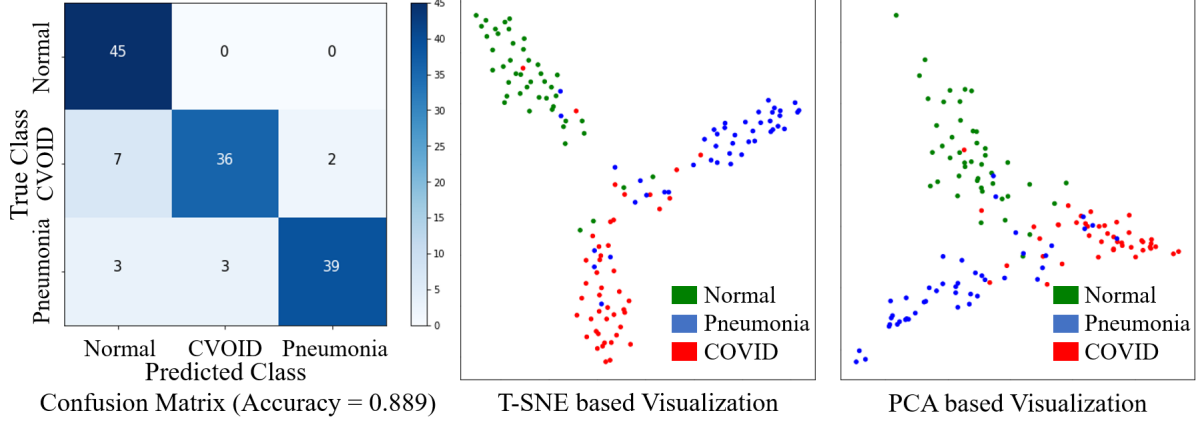 True Class
Normal
CVOID
Pneumonia
45 0 0
7 36 2
3 3 39
Normal CVOID Pneumonia
Predicted Class
45
40
35
30
25
20
15
10
5
0
Confusion Matrix (Accuracy = 0.889)
Normal
Pneumonia
COVID
T-SNE based Visualization
Normal
Pneumonia
COVID
PCA based Visualization